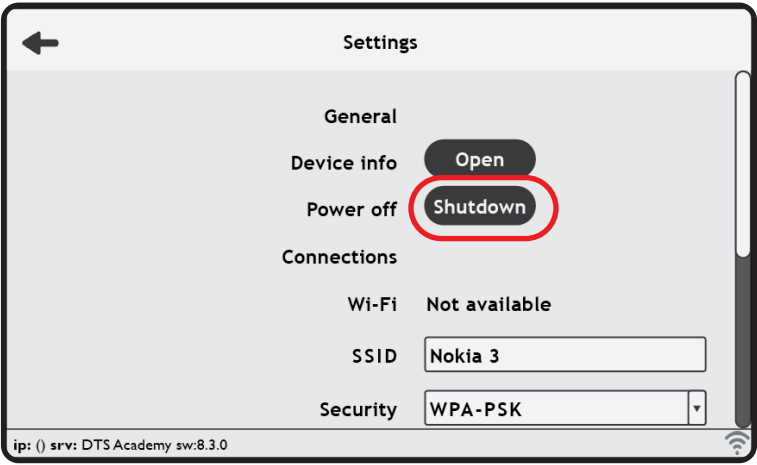 Settings
General
Device info Open
Power off Shutdown
Connections
Wi-Fi Not available
SSID Nokia 3
Security WPA-PSK
ip: () srv: DTS Academy sw:8.3.0